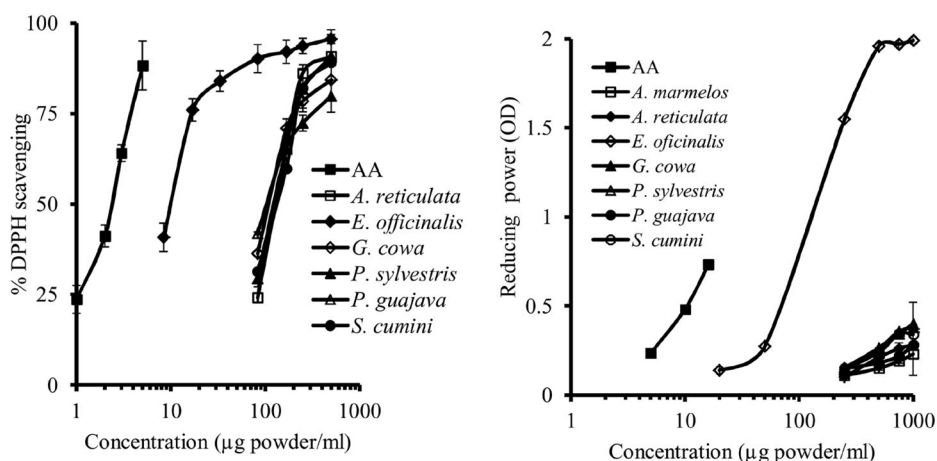 100
75
50
25
0
% DPPH scavenging
AA
A. reticulata
E. officinalis
G. cowa
P. sylvestris
P. guajava
S. cumini
1 10 100 1000
Concentration (µg powder/ml)
2
1.5
1
0.5
0
Reducing power (OD)
AA
A. marmelos
A. reticulata
E. oficinalis
G. cowa
P. sylvestris
P. guajava
S. cumini
1 10 100 1000
Concentration (µg powder/ml)